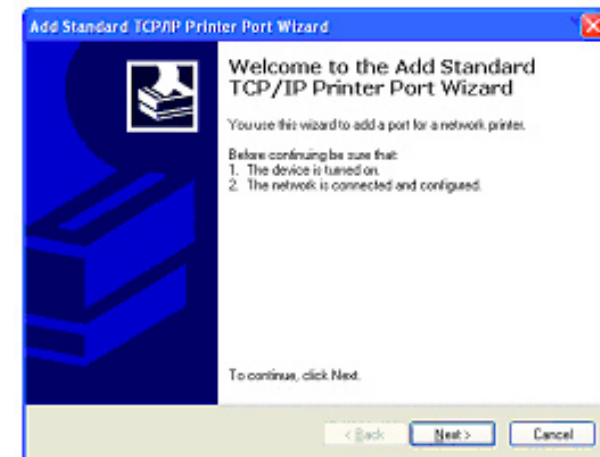 Add Standard TCP/IP Printer Port Wizard
Welcome to the Add Standard
TCP/IP Printer Port Wizard
You use this wizard to add a port for a network printer.
Before continuing be sure that:
1. The device is turned on.
2. The network is connected and configured.
To continue, click Next.
< Back Next > Cancel